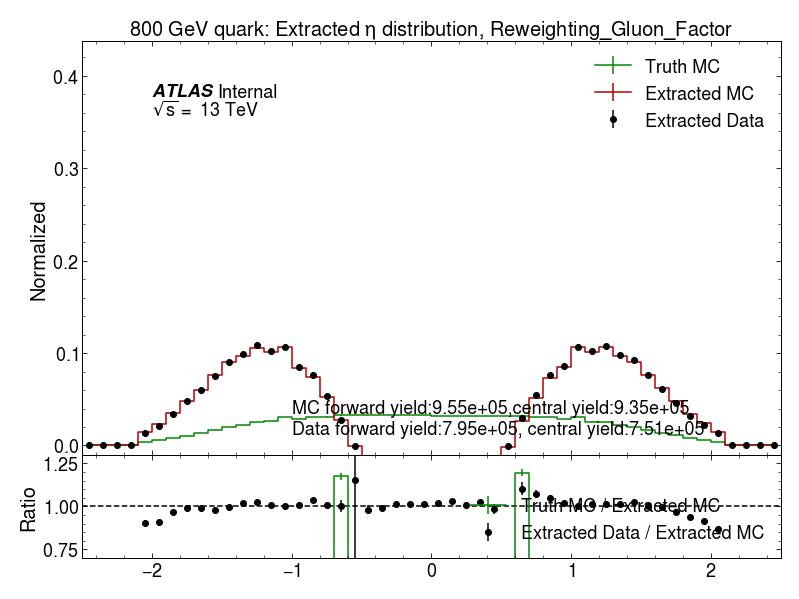 800 GeV quark: Extracted η distribution, Reweighting_Gluon_Factor
Normalized
0.4
0.3
0.2
0.1
0.0
ATLAS Internal
√s = 13 TeV
Truth MC
Extracted MC
Extracted Data
MC forward yield:9.55e+05,central yield:9.35e+05
Data forward yield:7.95e+05, central yield:7.51e+05
Ratio
1.25
1.00
0.75
Truth MC / Extracted MC
Extracted Data / Extracted MC
−2 −1 0 1 2